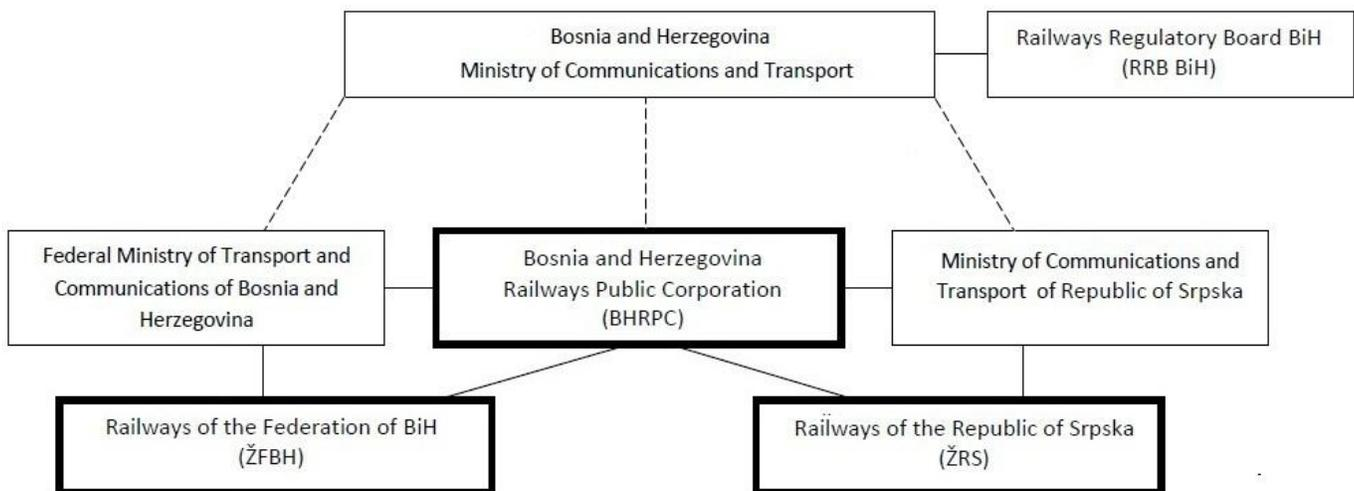 Bosnia and Herzegovina
Ministry of Communications and Transport
Railways Regulatory Board BiH
(RRB BiH)
Federal Ministry of Transport and
Communications of Bosnia and
Herzegovina
Bosnia and Herzegovina
Railways Public Corporation
(BHRPC)
Ministry of Communications and
Transport of Republic of Srpska
Railways of the Federation of BiH
(ŽFBH)
Railways of the Republic of Srpska
(ŽRS)